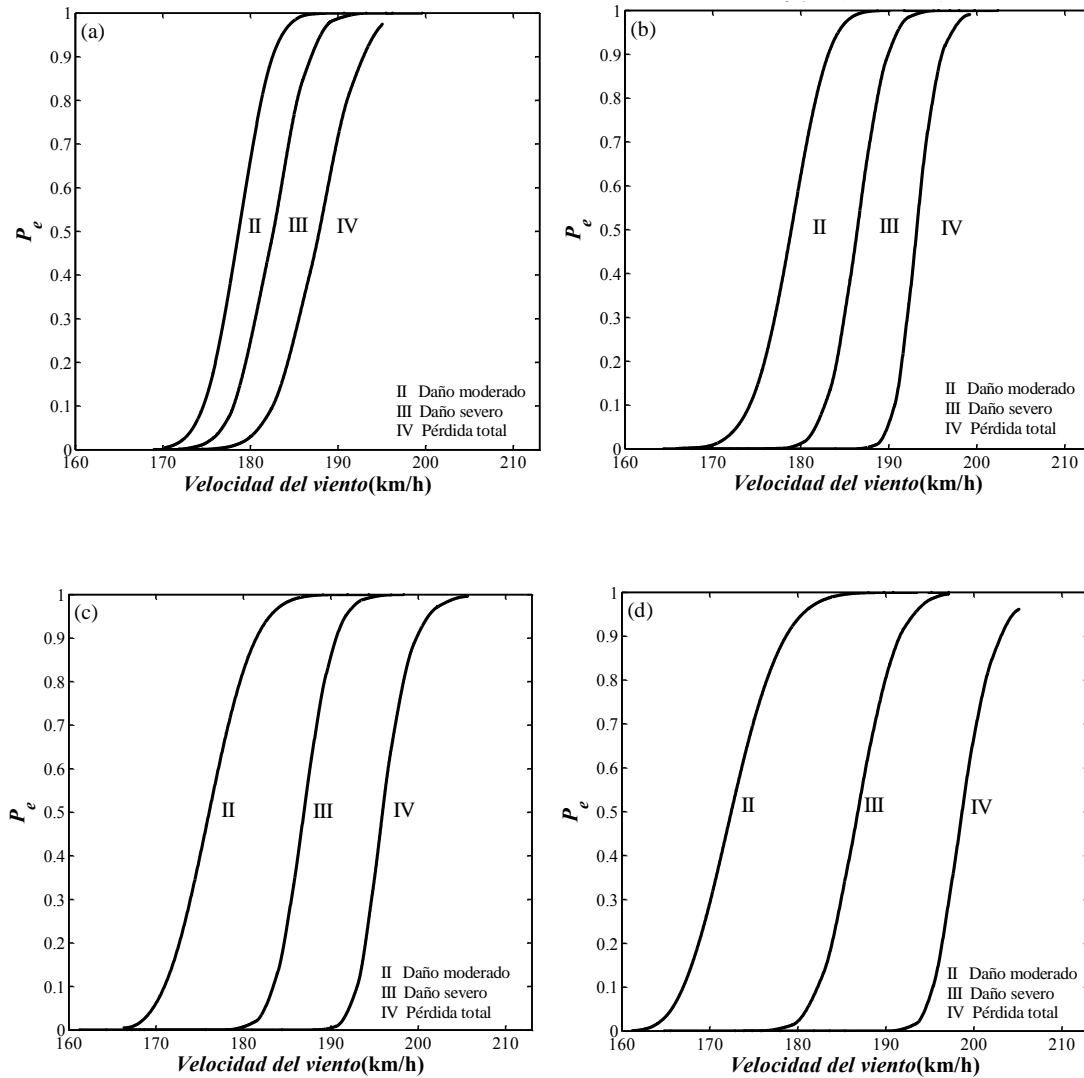 (a)
1
0.9
0.8
0.7
0.6
0.5
0.4
0.3
0.2
0.1
0
P_e
II
III
IV
II Daño moderado
III Daño severo
IV Pérdida total
160 170 180 190 200 210
Velocidad del viento(km/h)
(b)
1
0.9
0.8
0.7
0.6
0.5
0.4
0.3
0.2
0.1
0
P_e
II
III
IV
II Daño moderado
III Daño severo
IV Pérdida total
160 170 180 190 200 210
Velocidad del viento(km/h)
(c)
1
0.9
0.8
0.7
0.6
0.5
0.4
0.3
0.2
0.1
0
P_e
II
III
IV
II Daño moderado
III Daño severo
IV Pérdida total
160 170 180 190 200 210
Velocidad del viento(km/h)
(d)
1
0.9
0.8
0.7
0.6
0.5
0.4
0.3
0.2
0.1
0
P_e
II
III
IV
II Daño moderado
III Daño severo
IV Pérdida total
160 170 180 190 200 210
Velocidad del viento(km/h)